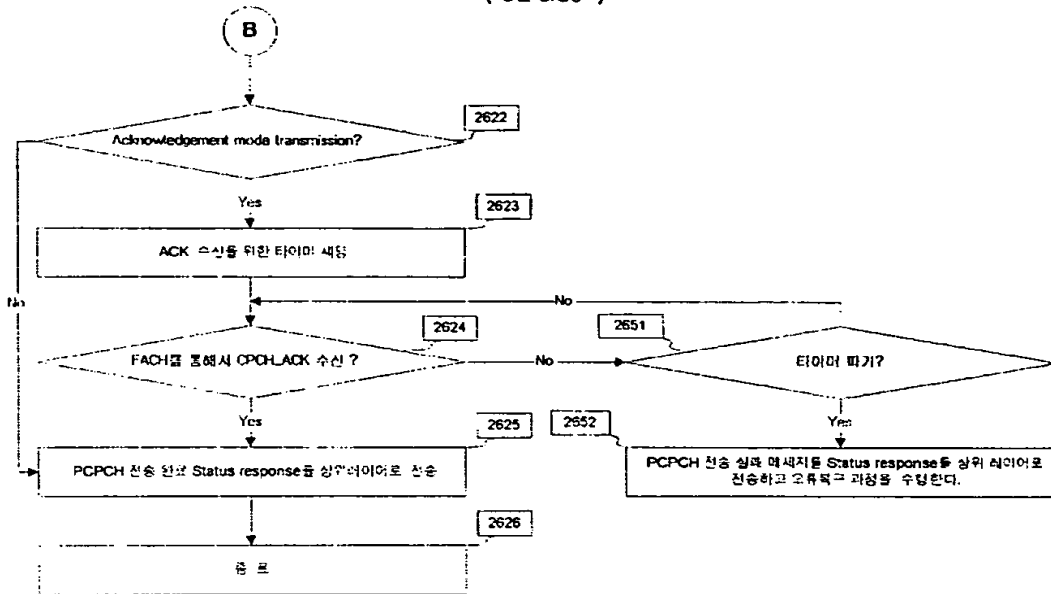 B
Acknowledgement mode transmission?
2622
Yes
2623
ACK 수신을 위한 타이머 세팅
No
No
2624
2651
FACH를 통해서 CPCH_ACK 수신 ?
No
타이머 만기?
Yes
2625
Yes
2652
PCPCH 전송 완료 Status response를 상위레이어로 전송
PCPCH 전송 실패 메세지를 Status response를 상위 레이어로
전송하고 오류복구 과정을 수행한다.
2626
종 료